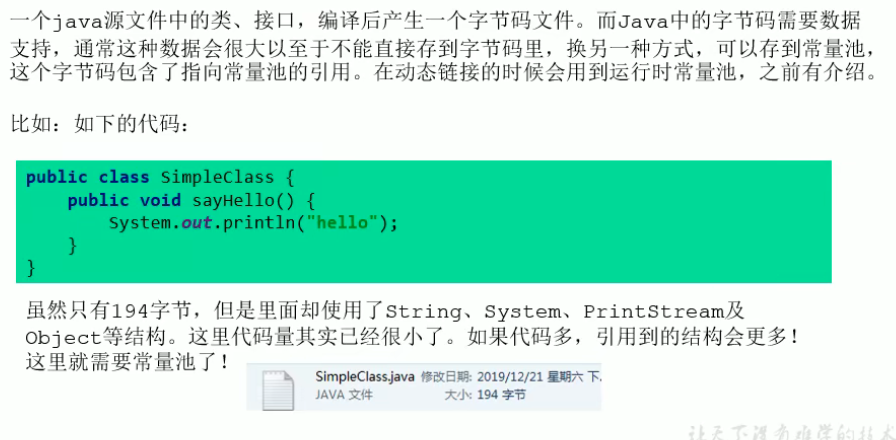 一个java源文件中的类、接口，编译后产生一个字节码文件。而Java中的字节码需要数据
支持，通常这种数据会很大以至于不能直接存到字节码里，换另一种方式，可以存到常量池，
这个字节码包含了指向常量池的引用。在动态链接的时候会用到运行时常量池，之前有介绍。
比如：如下的代码：
public class SimpleClass {
    public void sayHello() {
        System.out.println("hello");
    }
}
虽然只有194字节，但是里面却使用了String、System、PrintStream及
Object等结构。这里代码量其实已经很小了。如果代码多，引用到的结构会更多！
这里就需要常量池了！
SimpleClass.java 修改日期: 2019/12/21 星期六 下.
JAVA 文件 大小: 194 字节
让天下没有难学的技术